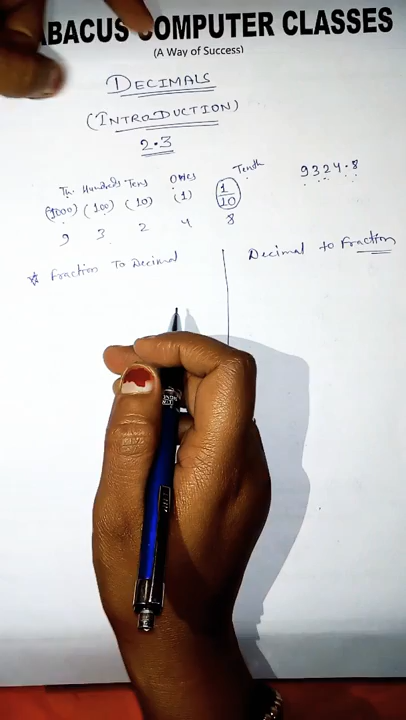 ABACUS COMPUTER CLASSES
(A Way of Success)
DECIMALS
(INTRODUCTION)
2.3
Th Hundreds Tens Ones Tenth 9324.8
(1000) (100) (10) (1) 1/10
9 3 2 4 8
☆ Fraction To Decimal
Decimal to Fraction